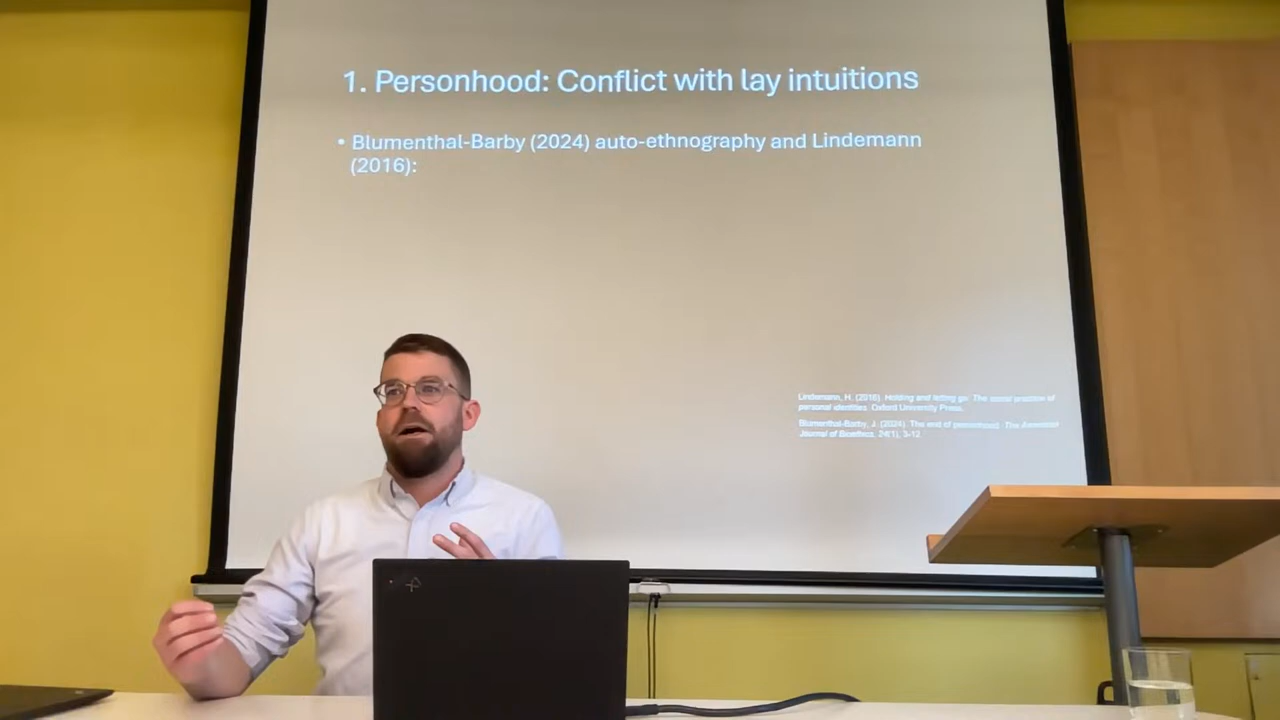 1. Personhood: Conflict with lay intuitions
• Blumenthal-Barby (2024) auto-ethnography and Lindemann
(2016):
Lindemann, H. (2016). Holding and letting go: The social practice of
personal identities. Oxford University Press.
Blumenthal-Barby, J. (2024). The end of personhood. The American
Journal of Bioethics, 24(1), 3-12.